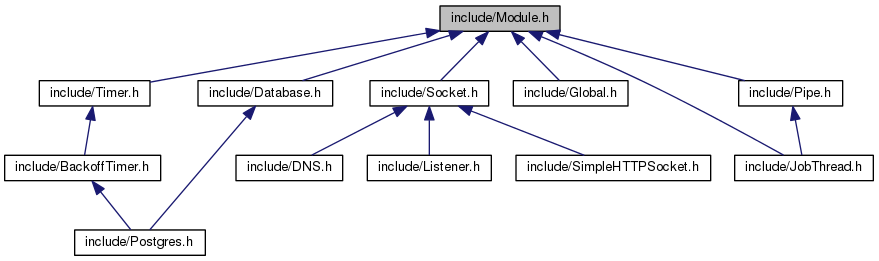 include/Module.h
include/Timer.h
include/Database.h
include/Socket.h
include/Global.h
include/Pipe.h
include/BackoffTimer.h
include/DNS.h
include/Listener.h
include/SimpleHTTPSocket.h
include/JobThread.h
include/Postgres.h